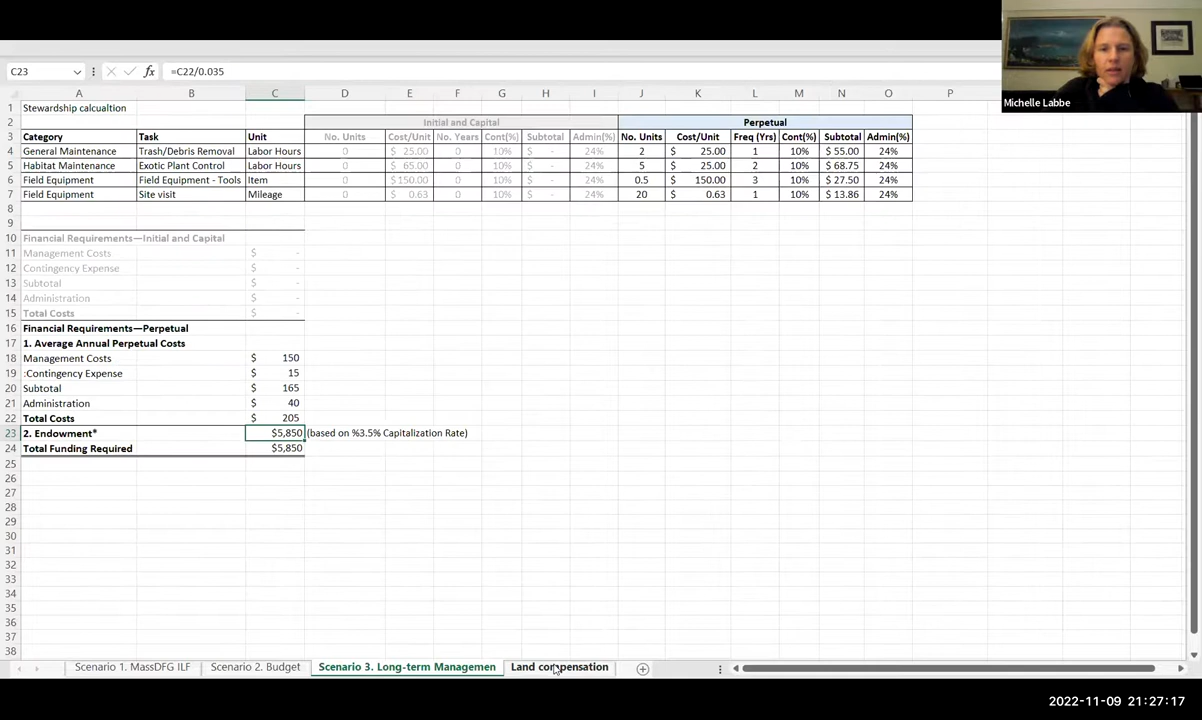 C23 fx =C22/0.035
A B C D E F G H I J K L M N O P
1 Stewardship calcualtion
2 Initial and Capital Perpetual
3 Category Task Unit No. Units Cost/Unit No. Years Cont(%) Subtotal Admin(%) No. Units Cost/Unit Freq (Yrs) Cont(%) Subtotal Admin(%)
4 General Maintenance Trash/Debris Removal Labor Hours 0 $ 25.00 0 10% $ - 24% 2 $ 25.00 1 10% $ 55.00 24%
5 Habitat Maintenance Exotic Plant Control Labor Hours 0 $ 65.00 0 10% $ - 24% 5 $ 25.00 2 10% $ 68.75 24%
6 Field Equipment Field Equipment - Tools Item 0 $150.00 0 10% $ - 24% 0.5 $ 150.00 3 10% $ 27.50 24%
7 Field Equipment Site visit Mileage 0 $ 0.63 0 10% $ - 24% 20 $ 0.63 1 10% $ 13.86 24%
8
9
10 Financial Requirements—Initial and Capital
11 Management Costs $ -
12 Contingency Expense $ -
13 Subtotal $ -
14 Administration $ -
15 Total Costs $ -
16 Financial Requirements—Perpetual
17 1. Average Annual Perpetual Costs
18 Management Costs $ 150
19 :Contingency Expense $ 15
20 Subtotal $ 165
21 Administration $ 40
22 Total Costs $ 205
23 2. Endowment* $5,850 (based on %3.5% Capitalization Rate)
24 Total Funding Required $5,850
25
26
27
28
29
30
31
32
33
34
35
36
37
38
Scenario 1. MassDFG ILF Scenario 2. Budget Scenario 3. Long-term Managemen Land compensation
Michelle Labbe
2022-11-09 21:27:17